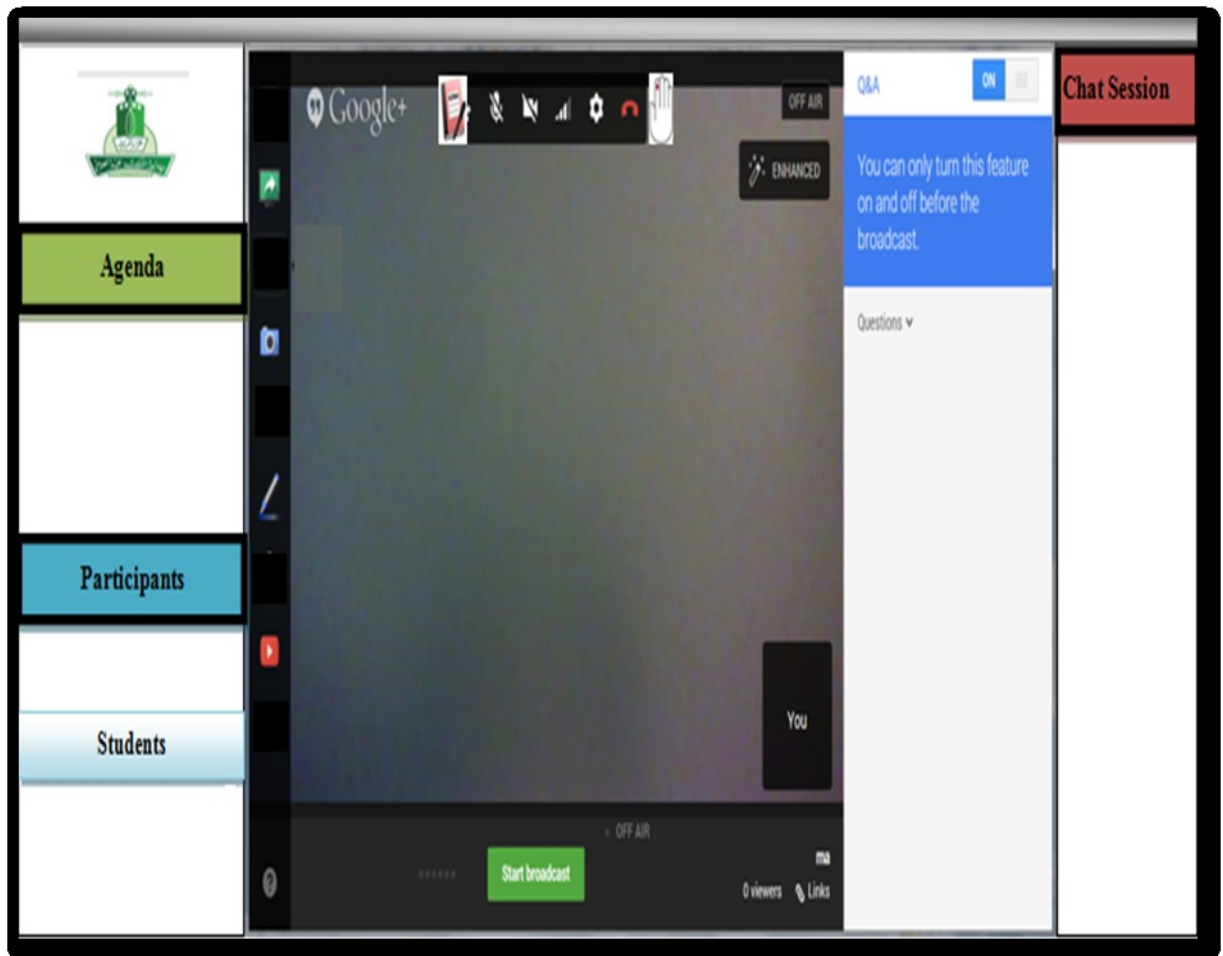 Agenda
Participants
Students
Google+
OFF AIR
ENHANCED
You
OFF AIR
Start broadcast
ma
0 viewers
Links
Q&A
ON
You can only turn this feature
on and off before the
broadcast.
Questions
Chat Session